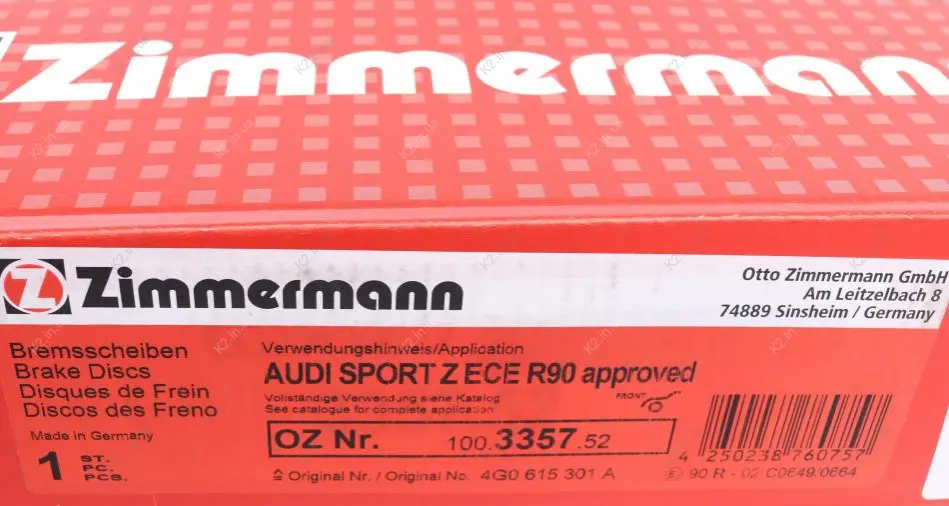 Zimmermann
Z Zimmermann
Otto Zimmermann GmbH
Am Leitzelbach 8
74889 Sinsheim / Germany
Bremsscheiben
Brake Discs
Disques de Frein
Discos des Freno
Made in Germany
1 ST.
PC.
PCS.
Verwendungshinweis/Application
AUDI SPORT Z ECE R90 approved
Vollständige Verwendung siehe Katalog
See catalogue for complete application
FRONT
OZ Nr. 100.3357.52
≙ Original Nr. / Original No. 4G0 615 301 A
4 250238 760757
E1 90 R - 02 C0649/0664